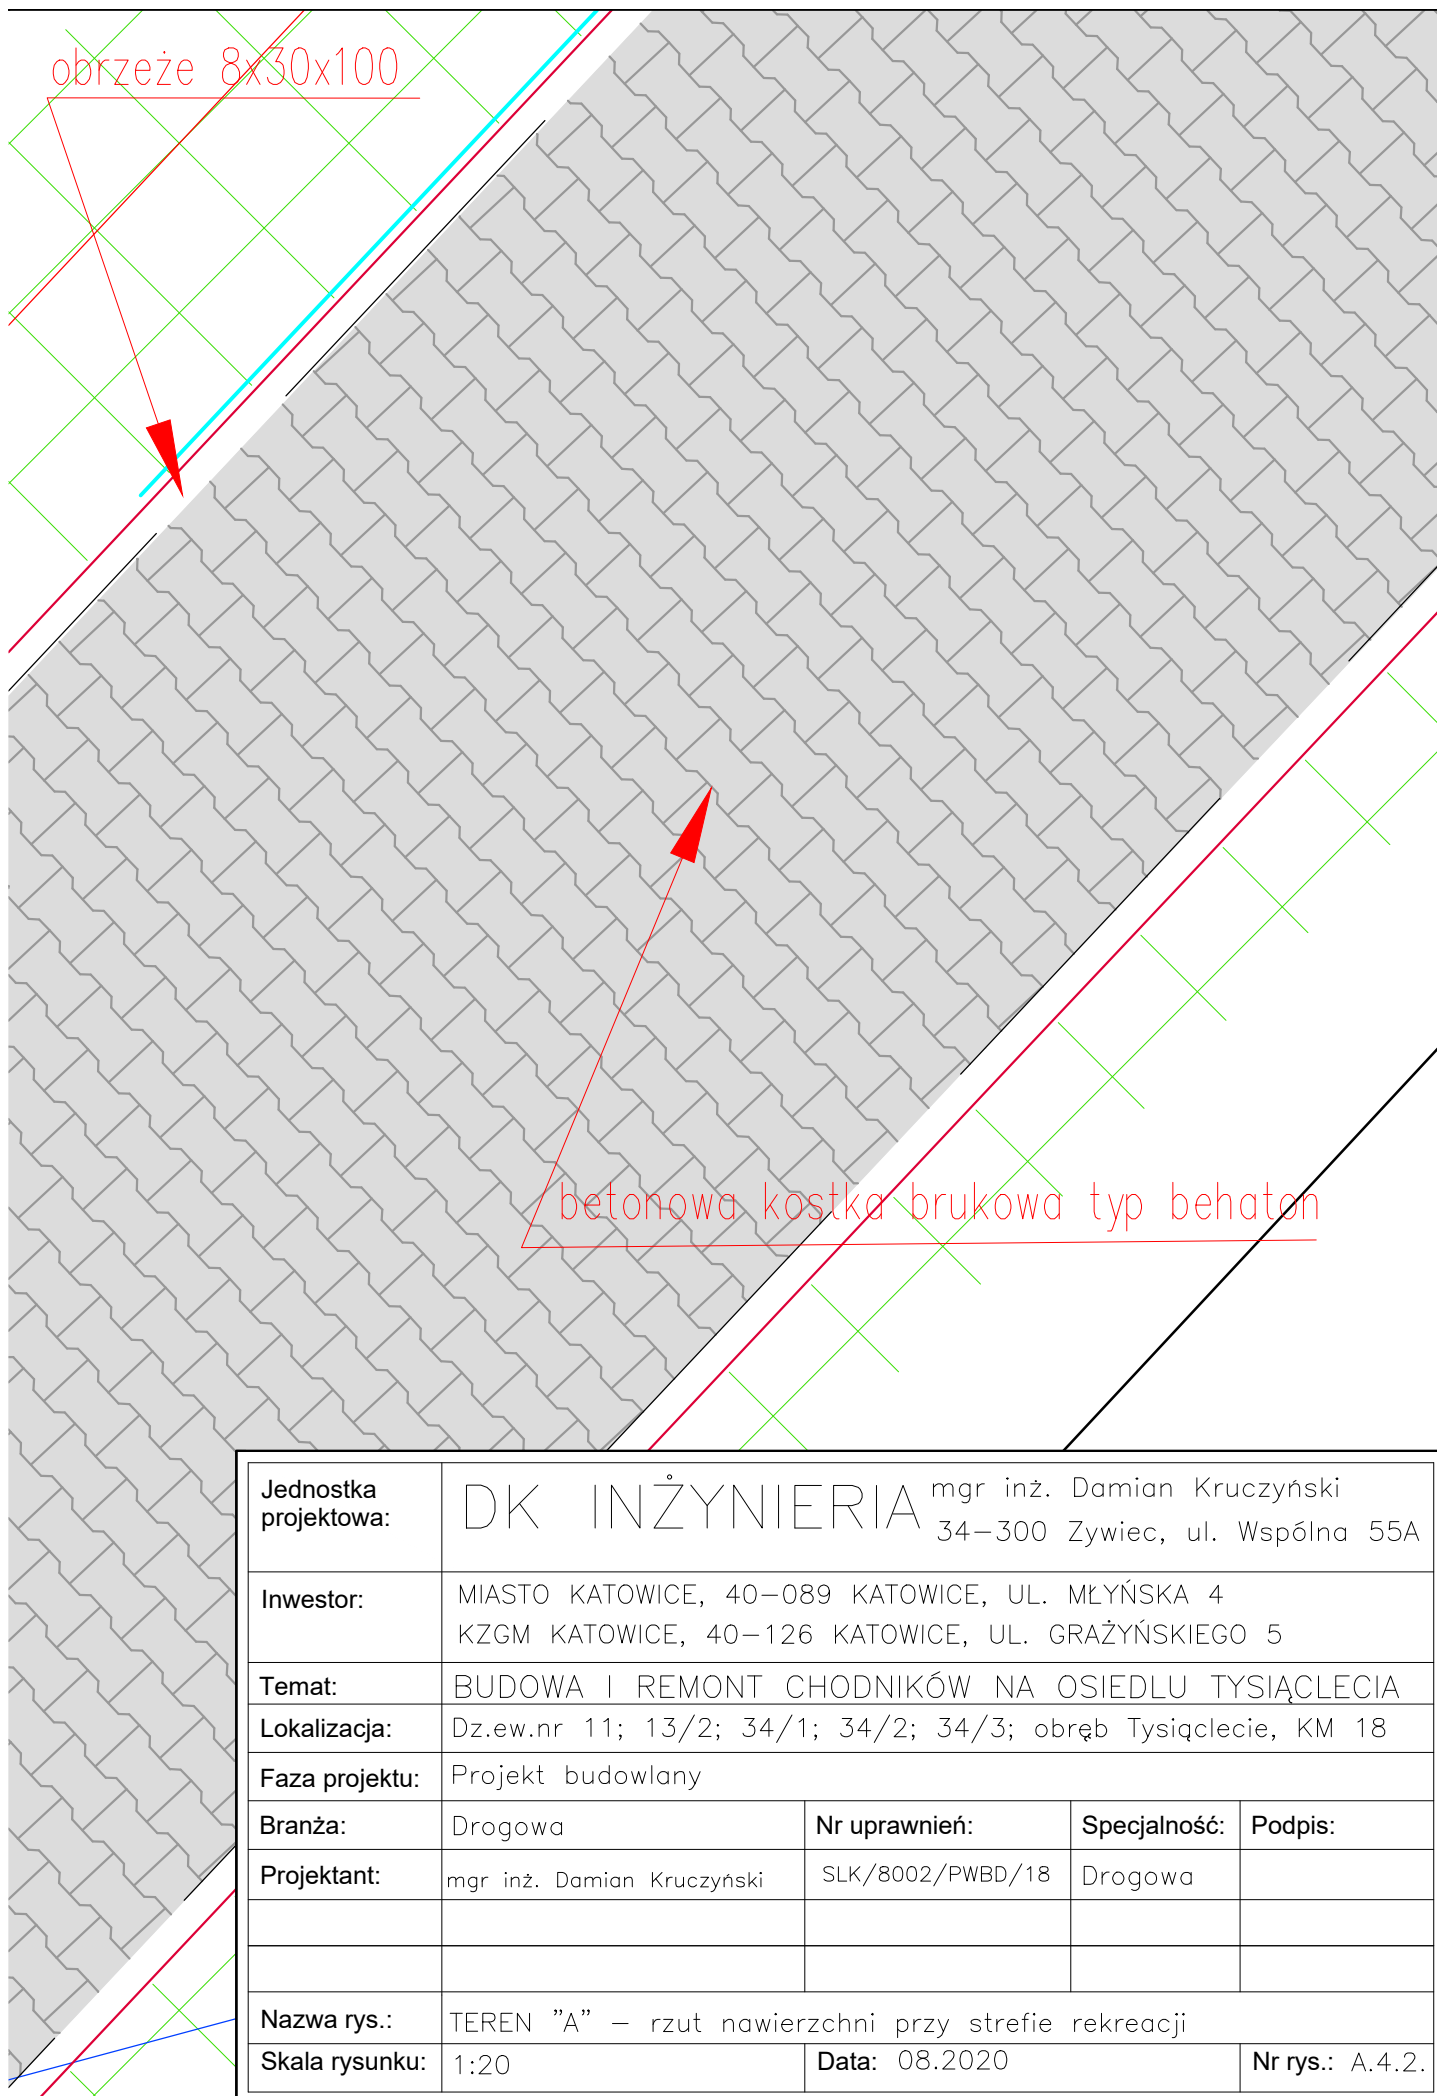 obrzeże 8x30x100
betonowa kostka brukowa typ behaton
Jednostka projektowa:
DK INŻYNIERIA
mgr inż. Damian Kruczyński
34-300 Zywiec, ul. Wspólna 55A
Inwestor:
MIASTO KATOWICE, 40-089 KATOWICE, UL. MŁYŃSKA 4
KZGM KATOWICE, 40-126 KATOWICE, UL. GRAŻYŃSKIEGO 5
Temat: BUDOWA I REMONT CHODNIKÓW NA OSIEDLU TYSIĄCLECIA
Lokalizacja: Dz.ew.nr 11; 13/2; 34/1; 34/2; 34/3; obręb Tysiąclecie, KM 18
Faza projektu: Projekt budowlany
Branża: Drogowa Nr uprawnień: Specjalność: Podpis:
Projektant: mgr inż. Damian Kruczyński SLK/8002/PWBD/18 Drogowa
Nazwa rys.: TEREN "A" – rzut nawierzchni przy strefie rekreacji
Skala rysunku: 1:20 Data: 08.2020 Nr rys.: A.4.2.